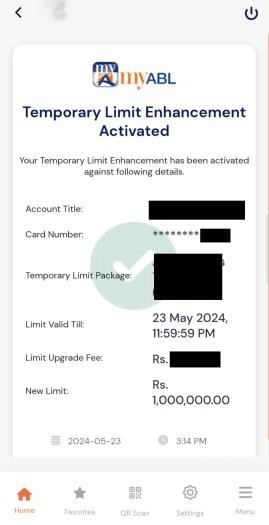 my myABL
Temporary Limit Enhancement
Activated
Your Temporary Limit Enhancement has been activated
against following details.
Account Title:
Card Number: ********
Temporary Limit Package:
Limit Valid Till: 23 May 2024,
11:59:59 PM
Limit Upgrade Fee: Rs.
New Limit: Rs.
1,000,000.00
2024-05-23 3:14 PM
Home Favorites QR Scan Settings Menu